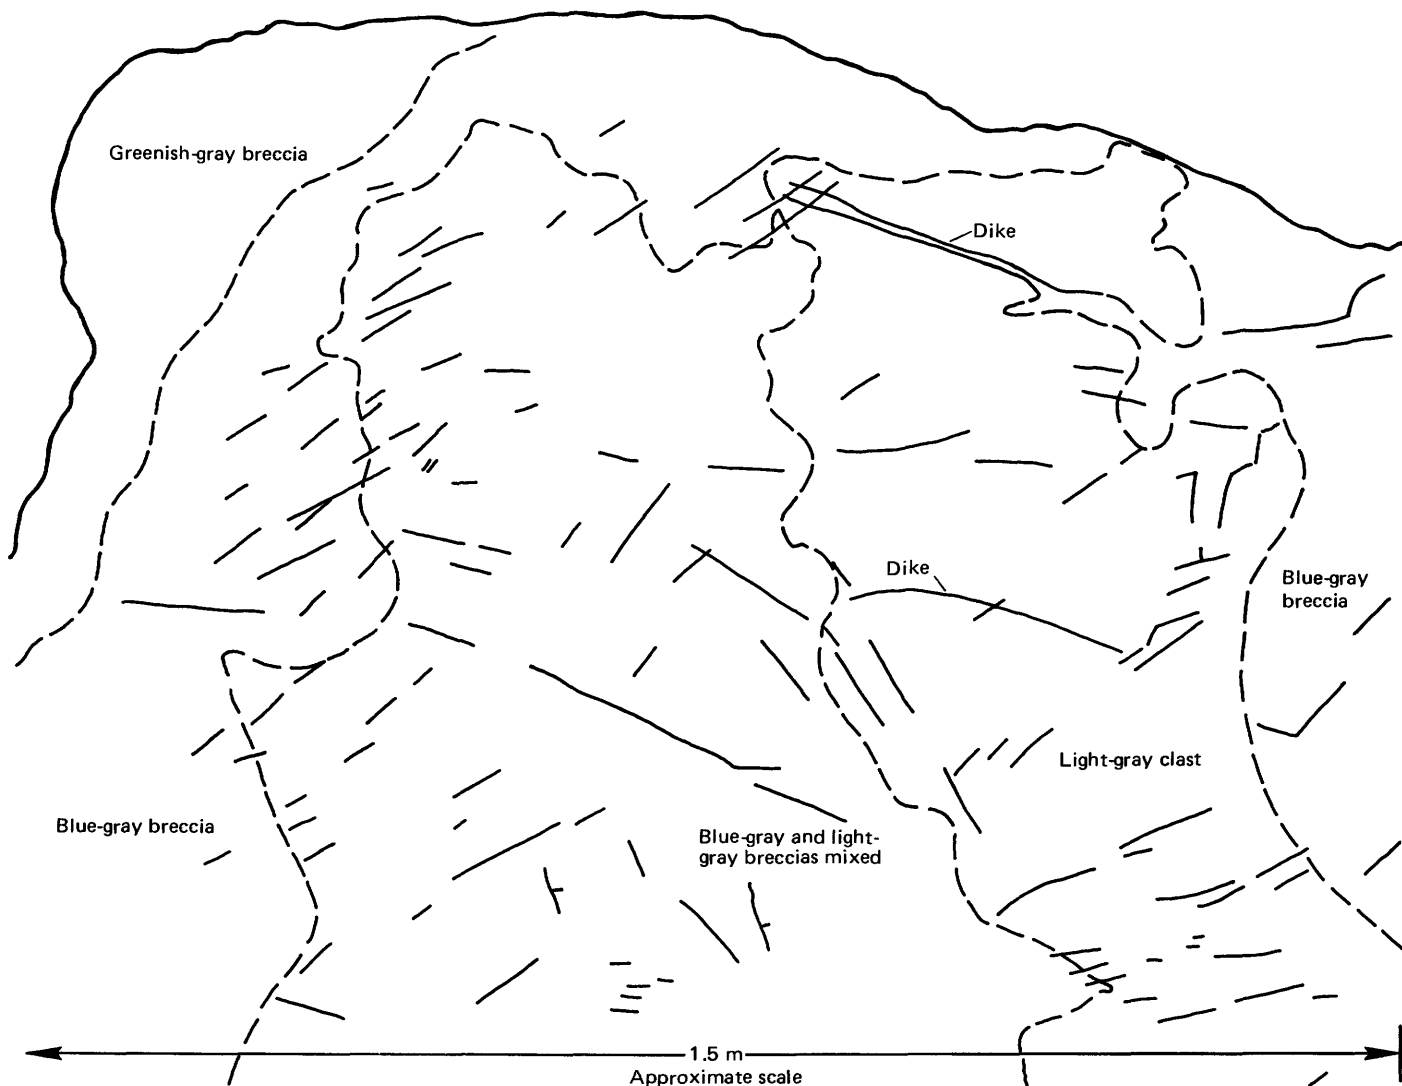 Greenish-gray breccia
Dike
Dike
Blue-gray
breccia
Light-gray clast
Blue-gray breccia
Blue-gray and light-
gray breccias mixed
1.5 m
Approximate scale